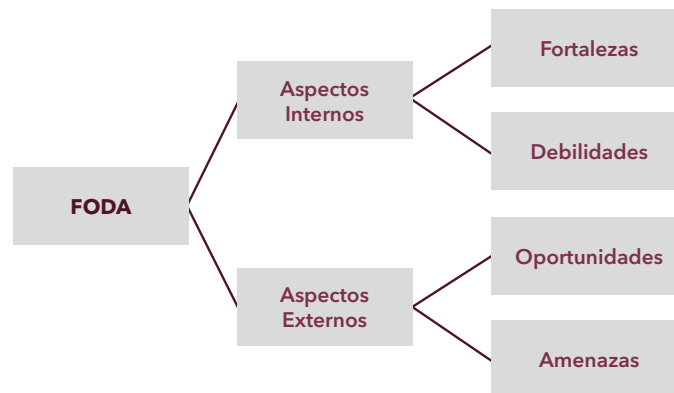 FODA
Aspectos
Internos
Fortalezas
Debilidades
Aspectos
Externos
Oportunidades
Amenazas